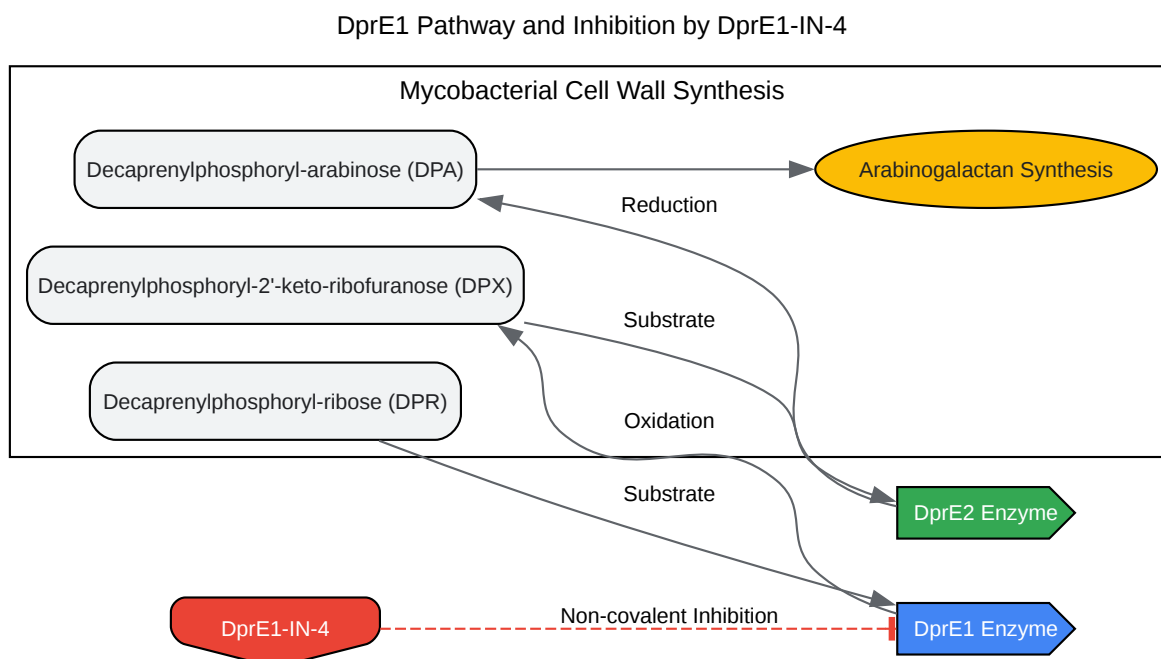 DprE1 Pathway and Inhibition by DprE1-IN-4
Mycobacterial Cell Wall Synthesis
Decaprenylphosphoryl-arabinose (DPA)
Arabinogalactan Synthesis
Reduction
Decaprenylphosphoryl-2'-keto-ribofuranose (DPX)
Substrate
Decaprenylphosphoryl-ribose (DPR)
Oxidation
Substrate
DprE2 Enzyme
Non-covalent Inhibition
DprE1-IN-4
DprE1 Enzyme